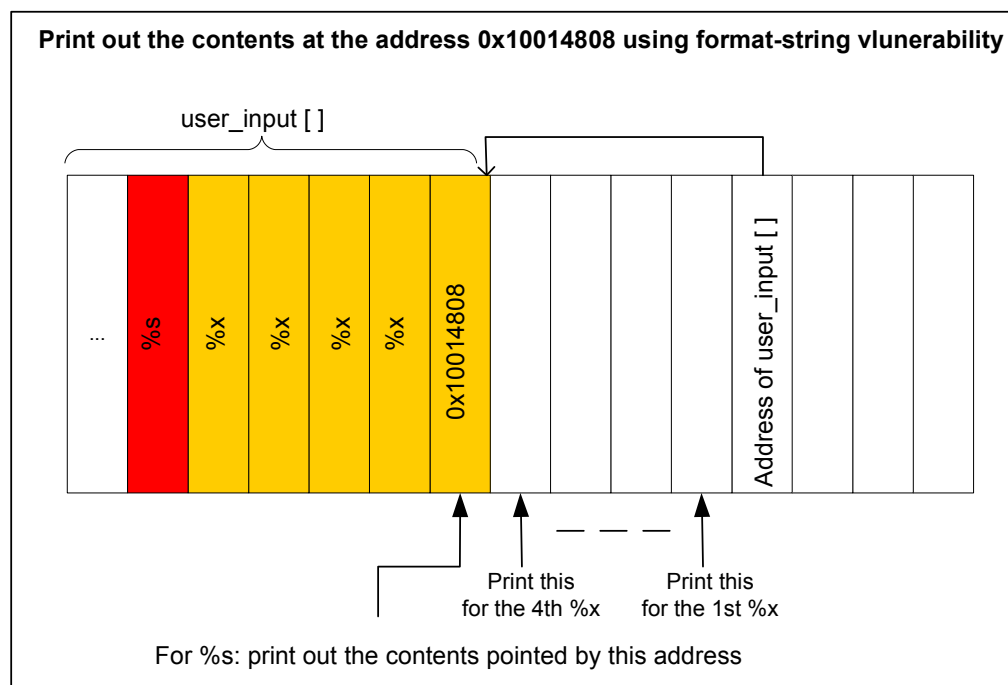 Print out the contents at the address 0x10014808 using format-string vlunerability
user_input [ ]
...
%s
%x
%x
%x
%x
0x10014808
Address of user_input [ ]
Print this
for the 4th %x
Print this
for the 1st %x
For %s: print out the contents pointed by this address